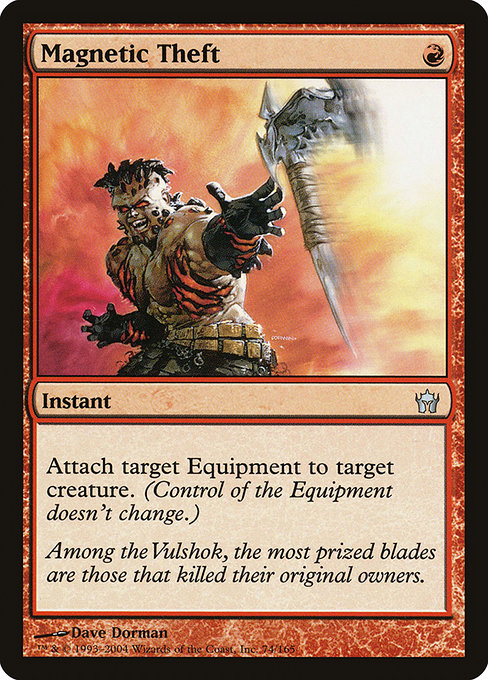 Magnetic Theft
Instant
Attach target Equipment to target
creature. (Control of the Equipment
doesn't change.)
Among the Vulshok, the most prized blades
are those that killed their original owners.
Dave Dorman
™ & © 1993–2004 Wizards of the Coast, Inc. 74/165